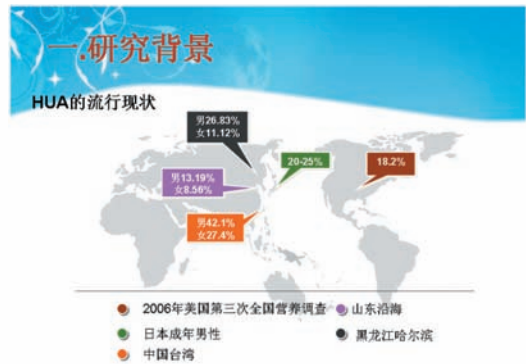 一.研究背景
HUA的流行现状
男26.83%
女11.12%
20-25%
18.2%
男13.19%
女8.56%
男42.1%
女27.4%
2006年美国第三次全国营养调查
山东沿海
日本成年男性
黑龙江哈尔滨
中国台湾